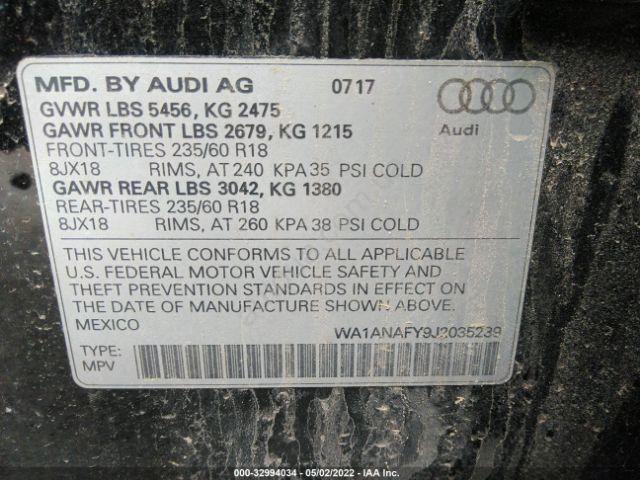 MFD. BY AUDI AG 0717
GVWR LBS 5456, KG 2475
GAWR FRONT LBS 2679, KG 1215
FRONT-TIRES 235/60 R18
8JX18 RIMS, AT 240 KPA 35 PSI COLD
GAWR REAR LBS 3042, KG 1380
REAR-TIRES 235/60 R18
8JX18 RIMS, AT 260 KPA 38 PSI COLD
Audi
THIS VEHICLE CONFORMS TO ALL APPLICABLE
U.S. FEDERAL MOTOR VEHICLE SAFETY AND
THEFT PREVENTION STANDARDS IN EFFECT ON
THE DATE OF MANUFACTURE SHOWN ABOVE.
MEXICO
WA1ANAFY9J2035239
TYPE:
MPV
000-32994034 - 05/02/2022 - IAA Inc.